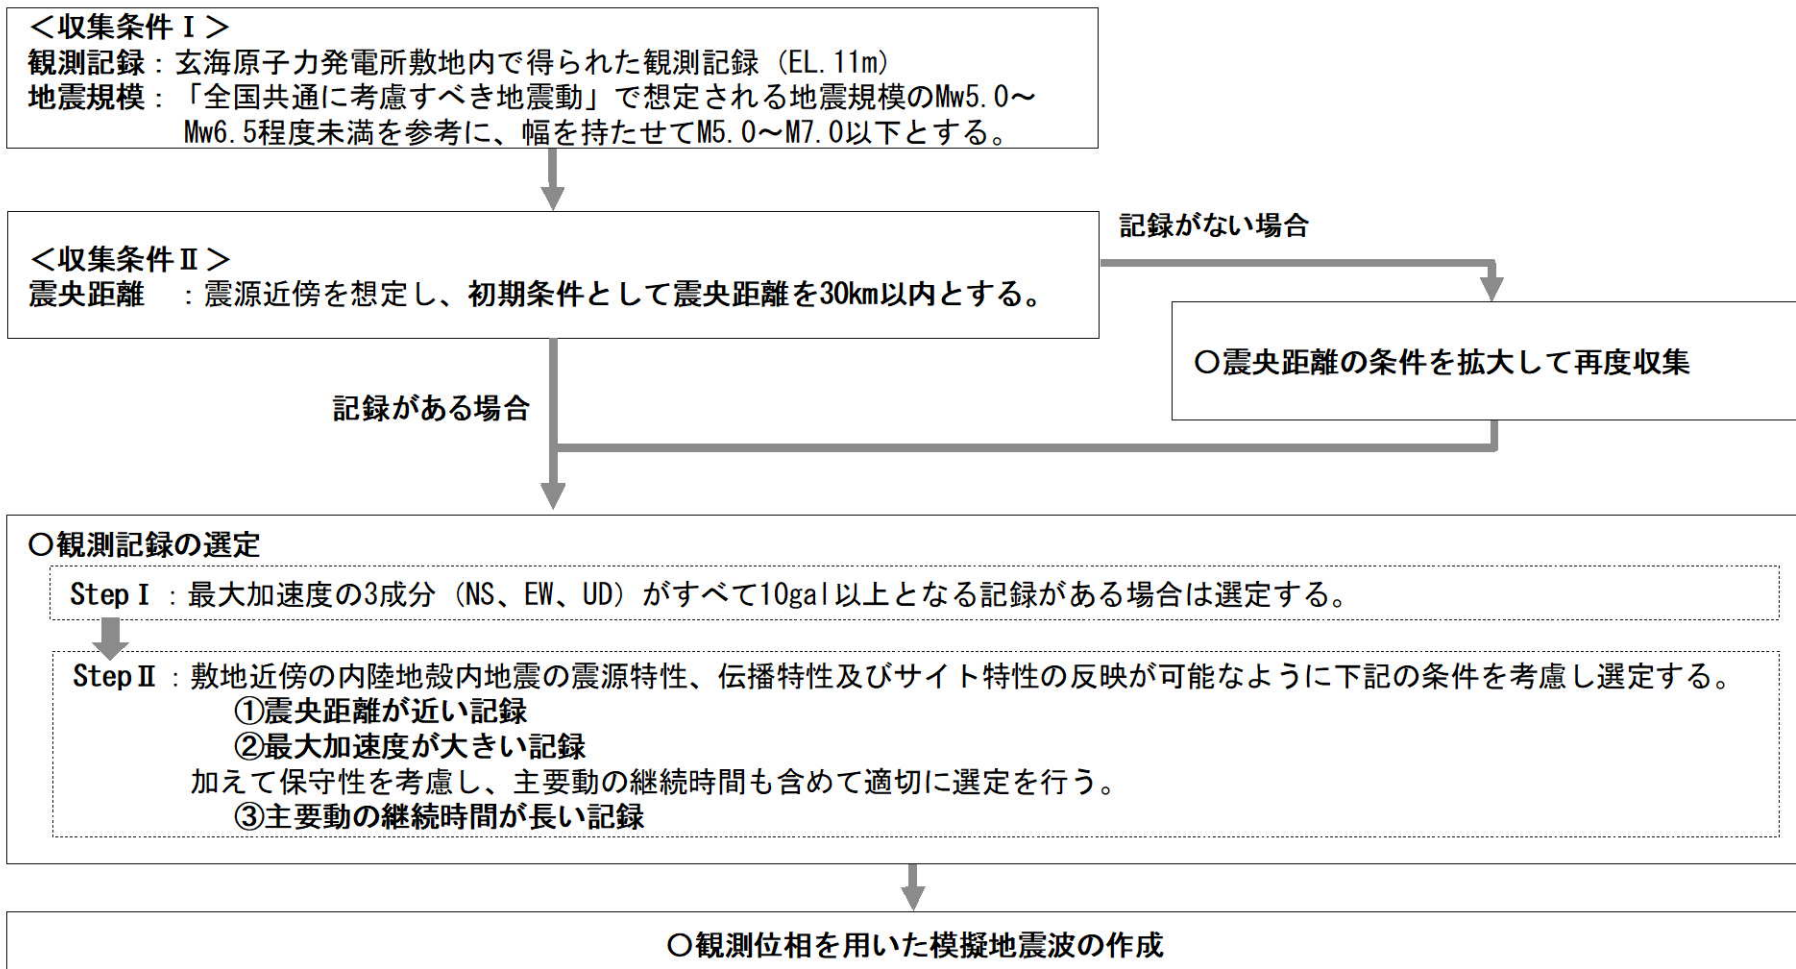 ＜収集条件Ⅰ＞
観測記録：玄海原子力発電所敷地内で得られた観測記録（EL.11m）
地震規模：「全国共通に考慮すべき地震動」で想定される地震規模のMw5.0～
Mw6.5程度未満を参考に、幅を持たせてM5.0～M7.0以下とする。
＜収集条件Ⅱ＞
震央距離　：震源近傍を想定し、初期条件として震央距離を30km以内とする。
記録がない場合
〇震央距離の条件を拡大して再度収集
記録がある場合
〇観測記録の選定
StepⅠ：最大加速度の3成分（NS、EW、UD）がすべて10gal以上となる記録がある場合は選定する。
StepⅡ：敷地近傍の内陸地殻内地震の震源特性、伝播特性及びサイト特性の反映が可能なように下記の条件を考慮し選定する。
①震央距離が近い記録
②最大加速度が大きい記録
加えて保守性を考慮し、主要動の継続時間も含めて適切に選定を行う。
③主要動の継続時間が長い記録
〇観測位相を用いた模擬地震波の作成